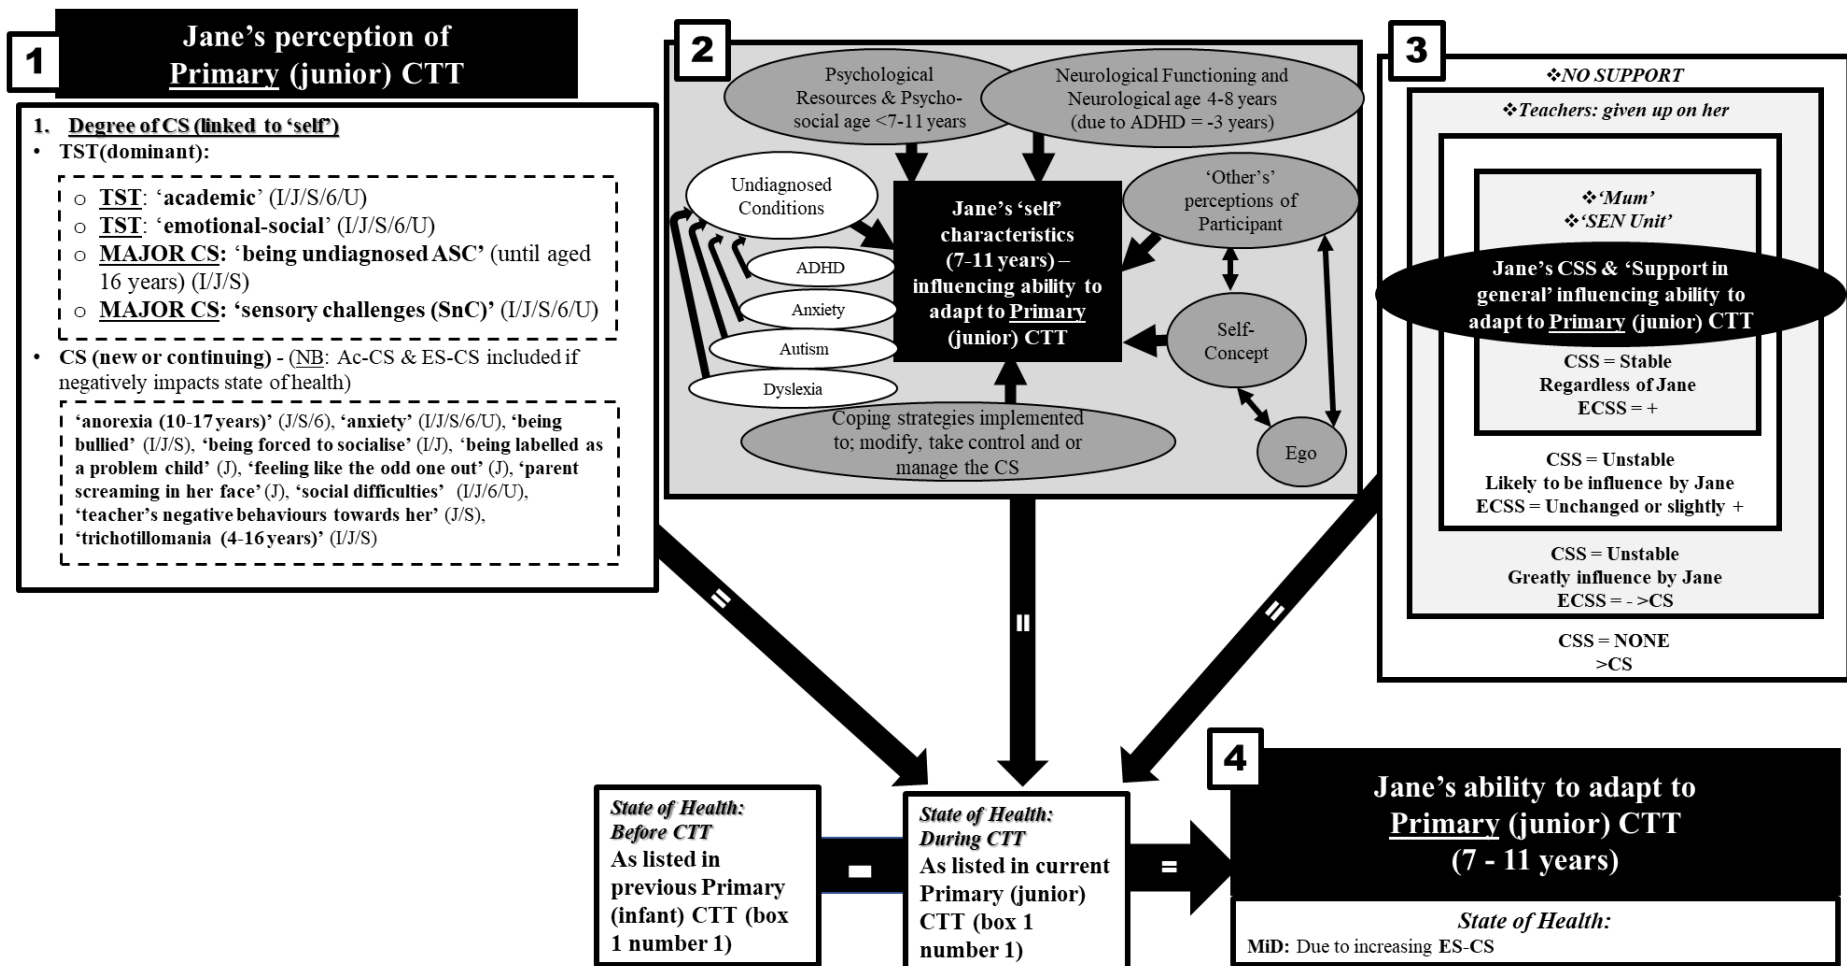 1
Jane's perception of
Primary (junior) CTT
1. Degree of CS (linked to 'self')
• TST(dominant):
o TST: 'academic' (I/J/S/6/U)
o TST: 'emotional-social' (I/J/S/6/U)
o MAJOR CS: 'being undiagnosed ASC' (until aged
16 years) (I/J/S)
o MAJOR CS: 'sensory challenges (SnC)' (I/J/S/6/U)
• CS (new or continuing) - (NB: Ac-CS & ES-CS included if
negatively impacts state of health)
'anorexia (10-17 years)' (J/S/6), 'anxiety' (I/J/S/6/U), 'being
bullied' (I/J/S), 'being forced to socialise' (I/J), 'being labelled as
a problem child' (J), 'feeling like the odd one out' (J), 'parent
screaming in her face' (J), 'social difficulties' (I/J/6/U),
'teacher's negative behaviours towards her' (J/S),
'trichotillomania (4-16 years)' (I/J/S)
2
Psychological
Resources & Psycho-
social age <7-11 years
Neurological Functioning and
Neurological age 4-8 years
(due to ADHD = -3 years)
Undiagnosed
Conditions
ADHD
Anxiety
Autism
Dyslexia
Jane's 'self'
characteristics
(7-11 years) –
influencing ability to
adapt to Primary
(junior) CTT
'Other's'
perceptions of
Participant
Self-
Concept
Ego
Coping strategies implemented
to; modify, take control and or
manage the CS
3
❖NO SUPPORT
❖Teachers: given up on her
❖'Mum'
❖'SEN Unit'
Jane's CSS & 'Support in
general' influencing ability to
adapt to Primary (junior) CTT
CSS = Stable
Regardless of Jane
ECSS = +
CSS = Unstable
Likely to be influence by Jane
ECSS = Unchanged or slightly +
CSS = Unstable
Greatly influence by Jane
ECSS = - >CS
CSS = NONE
>CS
=
=
=
State of Health:
Before CTT
As listed in
previous Primary
(infant) CTT (box
1 number 1)
-
State of Health:
During CTT
As listed in current
Primary (junior)
CTT (box 1
number 1)
=
4
Jane's ability to adapt to
Primary (junior) CTT
(7 - 11 years)
State of Health:
MiD: Due to increasing ES-CS